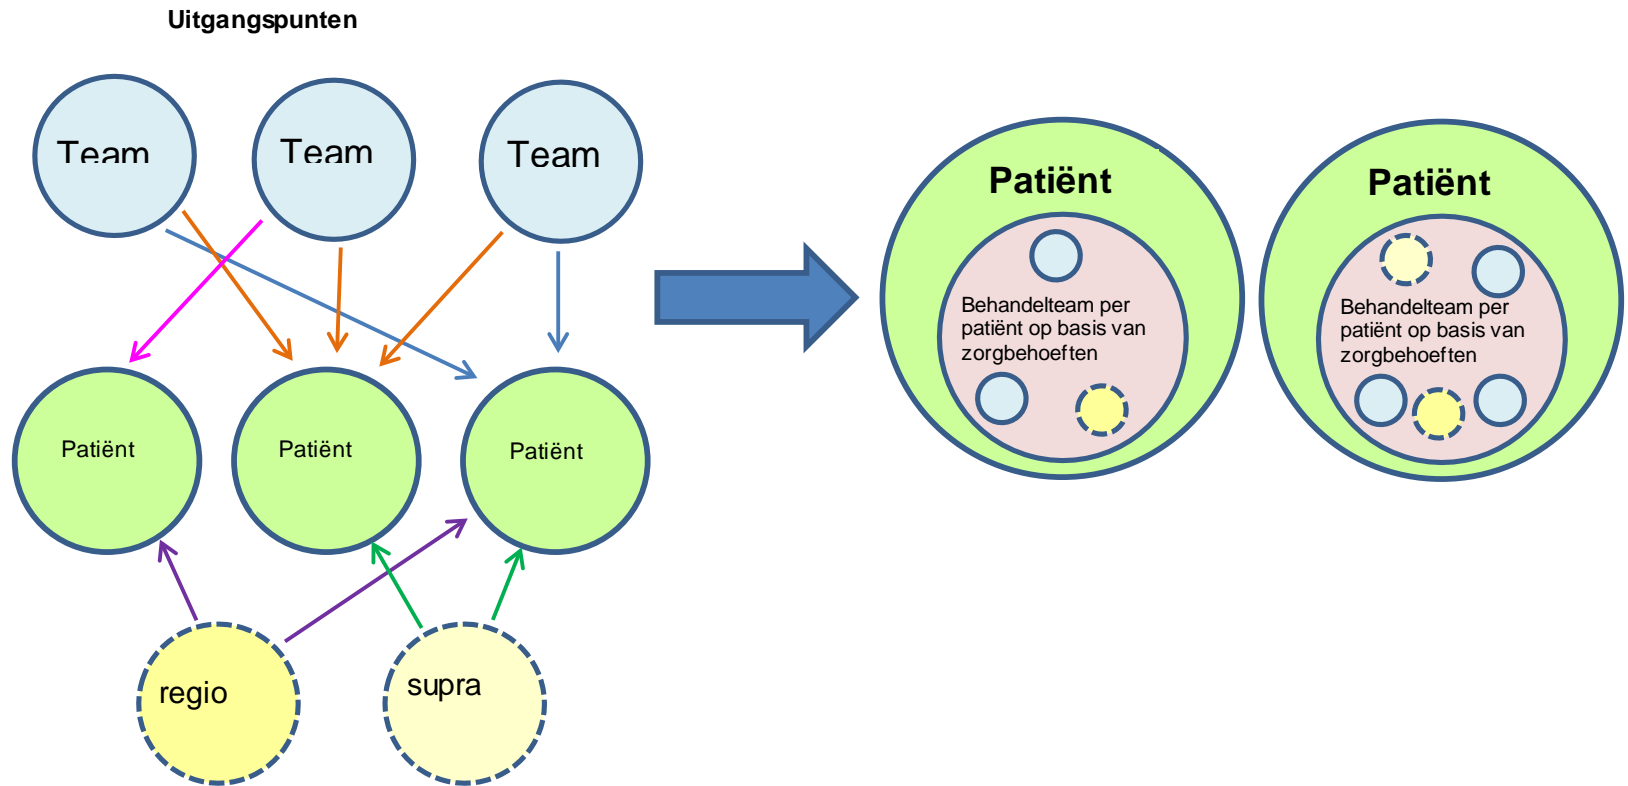 Uitgangspunten
Team
Team
Team
Patiënt
Patiënt
Patiënt
regio
supra
Patiënt
Behandelteam per
patiënt op basis van
zorgbehoeften
Patiënt
Behandelteam per
patiënt op basis van
zorgbehoeften